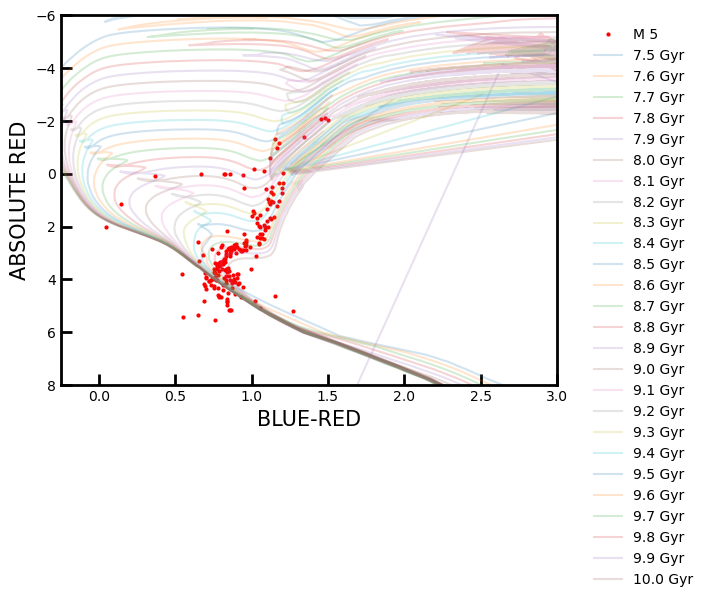 −6
−4
−2
0
2
4
6
8
ABSOLUTE RED
0.0 0.5 1.0 1.5 2.0 2.5 3.0
BLUE-RED
M 5
7.5 Gyr
7.6 Gyr
7.7 Gyr
7.8 Gyr
7.9 Gyr
8.0 Gyr
8.1 Gyr
8.2 Gyr
8.3 Gyr
8.4 Gyr
8.5 Gyr
8.6 Gyr
8.7 Gyr
8.8 Gyr
8.9 Gyr
9.0 Gyr
9.1 Gyr
9.2 Gyr
9.3 Gyr
9.4 Gyr
9.5 Gyr
9.6 Gyr
9.7 Gyr
9.8 Gyr
9.9 Gyr
10.0 Gyr